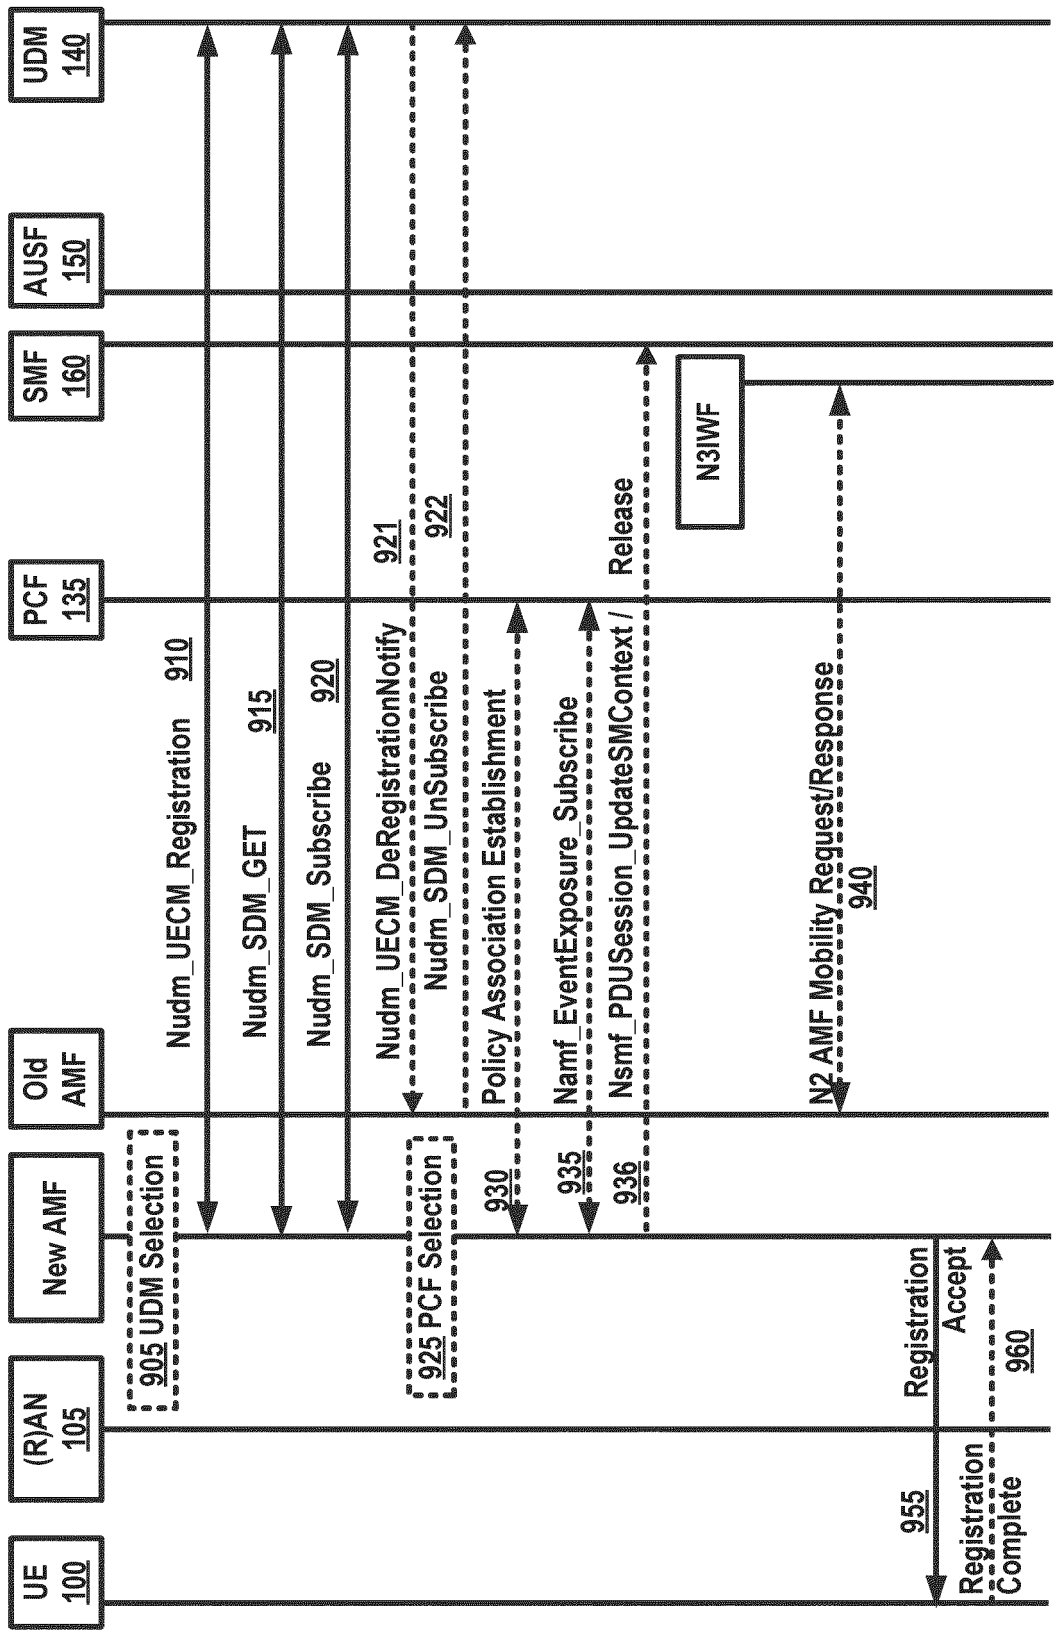 UE
100
(R)AN
105
New AMF
Old
AMF
PCF
135
SMF
160
AUSF
150
UDM
140
905 UDM Selection
Nudm_UECM_Registration
910
Nudm_SDM_GET
915
Nudm_SDM_Subscribe
920
Nudm_UECM_DeRegistrationNotify
921
Nudm_SDM_UnSubscribe
922
925 PCF Selection
Policy Association Establishment
930
Namf_EventExposure_Subscribe
935
Nsmf_PDUSession_UpdateSMContext / Release
936
N3IWF
N2 AMF Mobility Request/Response
940
Registration
Accept
955
Registration
Complete
960